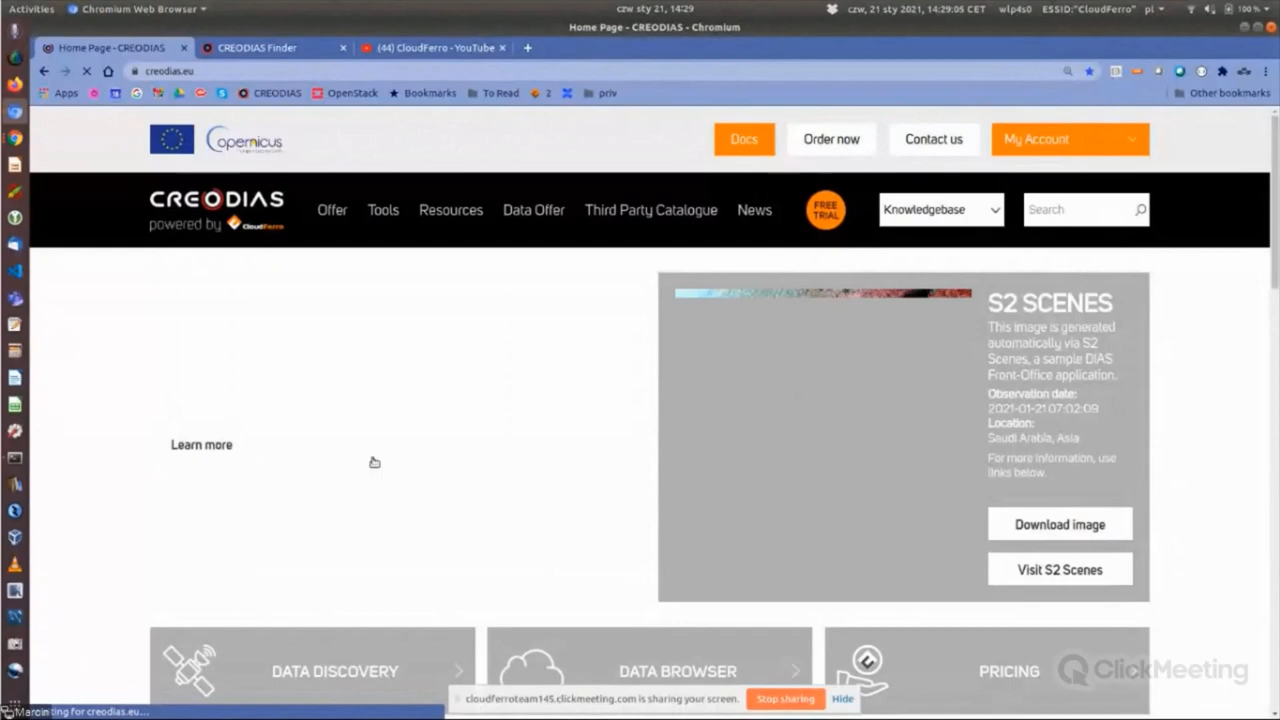 Activities
Chromium Web Browser
czw sty 21, 14:29
czw, 21 sty 2021, 14:29:05 CET
wlp4s0
ESSID:"CloudFerro"
pl
100 %
Home Page - CREODIAS - Chromium
Home Page - CREODIAS
CREODIAS Finder
(44) CloudFerro - YouTube
creodias.eu
Apps
CREODIAS
OpenStack
Bookmarks
To Read
2
priv
Other bookmarks
opernicus
Docs
Order now
Contact us
My Account
CREODIAS
powered by CloudFerro
Offer
Tools
Resources
Data Offer
Third Party Catalogue
News
FREE
TRIAL
Knowledgebase
Search
S2 SCENES
This image is generated
automatically via S2
Scenes, a sample DIAS
Front-Office application.
Observation date:
2021-01-21 07:02:09
Location:
Saudi Arabia, Asia
For more information, use
links below.
Learn more
Download image
Visit S2 Scenes
DATA DISCOVERY
DATA BROWSER
PRICING
ClickMeeting
cloudferroteam145.clickmeeting.com is sharing your screen.
Stop sharing
Hide
Marcin
ting for creodias.eu...